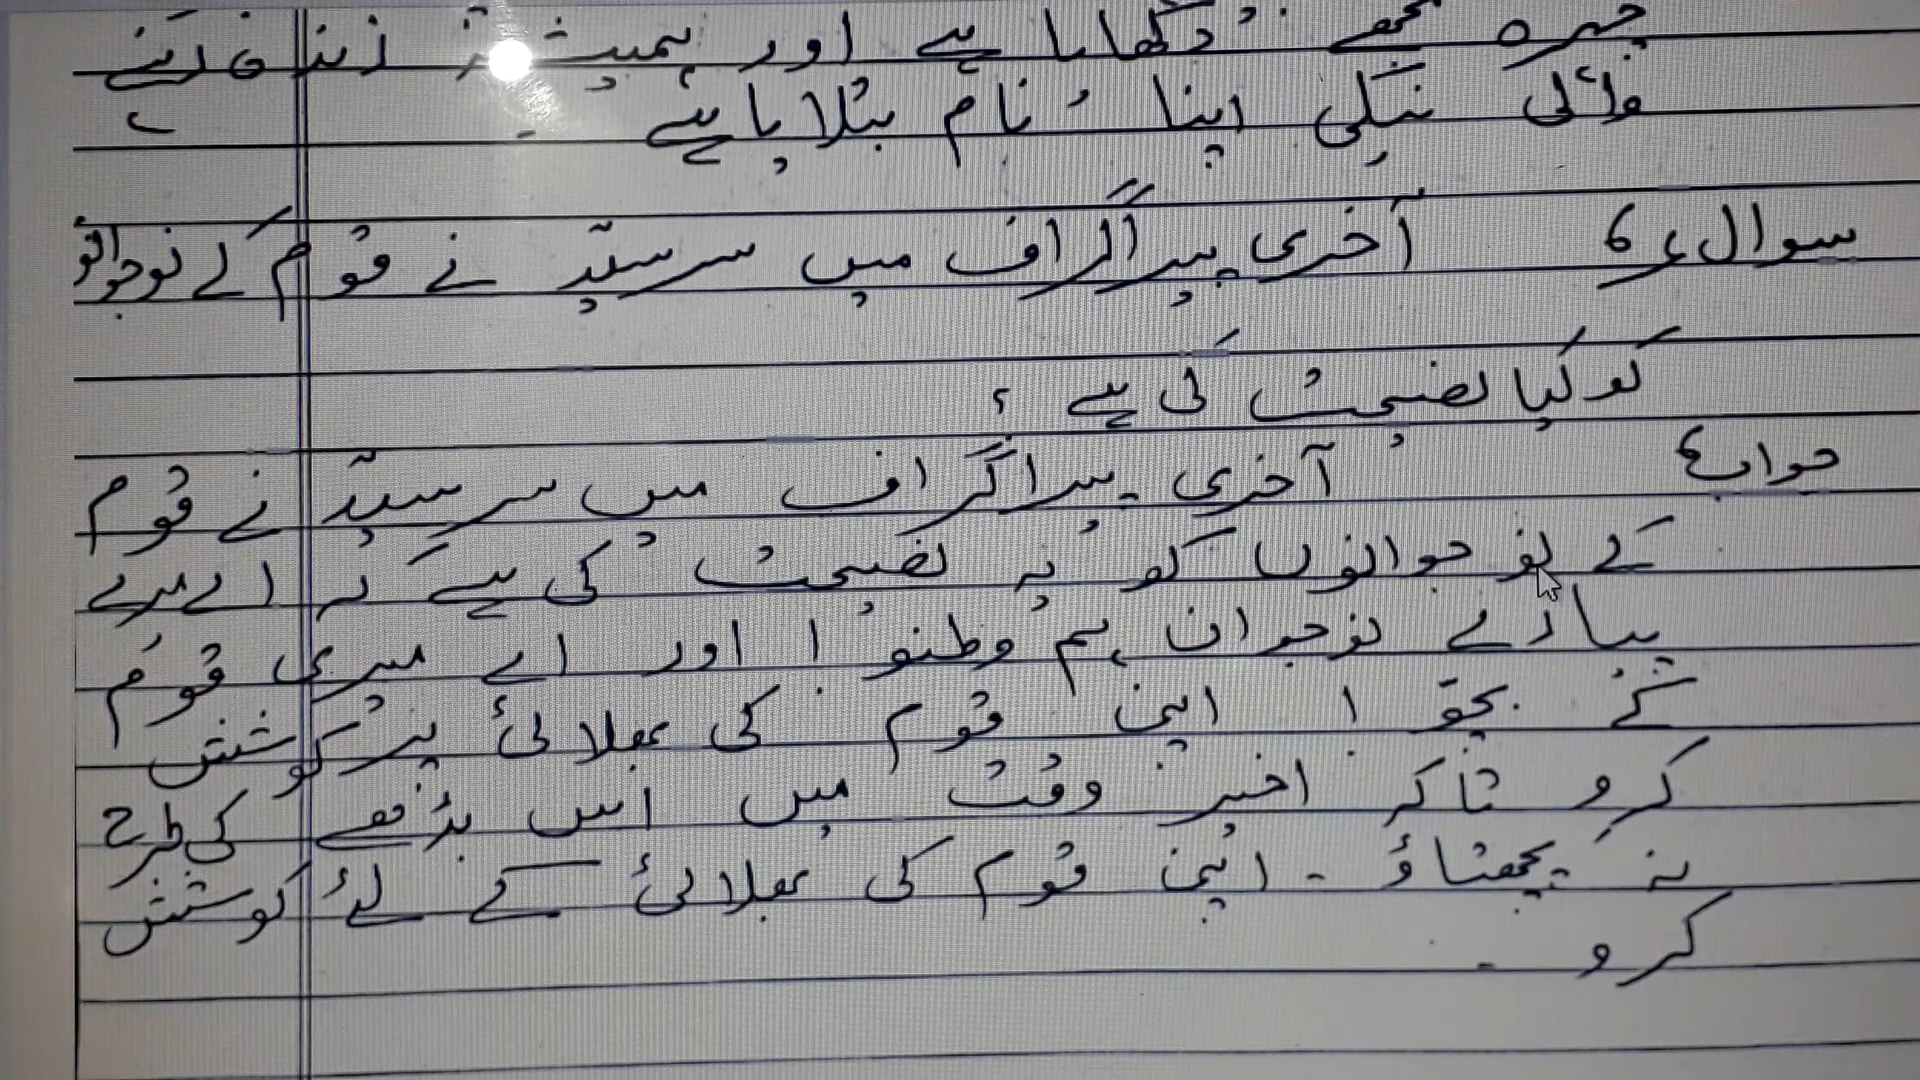 چہرہ مجھے دکھایا ہے اور ہمیشہ زندہ رہنے
والی نیکی اپنا نام بتلایا ہے ۔
سوال 6 آخری پیراگراف میں سرسید نے قوم کے نوجوانو
کو کیا نصیحت کی ہے ؟
جواب آخری پیراگراف میں سرسید نے قوم
کے نوجوانوں کو یہ نصیحت کی ہے کہ اے میرے
پیارے نوجوان ہم وطنو ! اور اے میری قوم
کے بچو ! اپنی قوم کی بھلائی پر کوشش
کرو تاکہ اخیر وقت میں اس بڈھے کی طرح
نہ پچھتاؤ ۔ اپنی قوم کی بھلائی کے لئے کوشش
کرو ۔